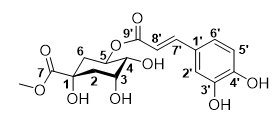 O 8' 1' 6'
9' 5'
6 5 O 7'
O 7 4 OH 2' 4'
1 3' OH
O OH 2 3 OH
OH